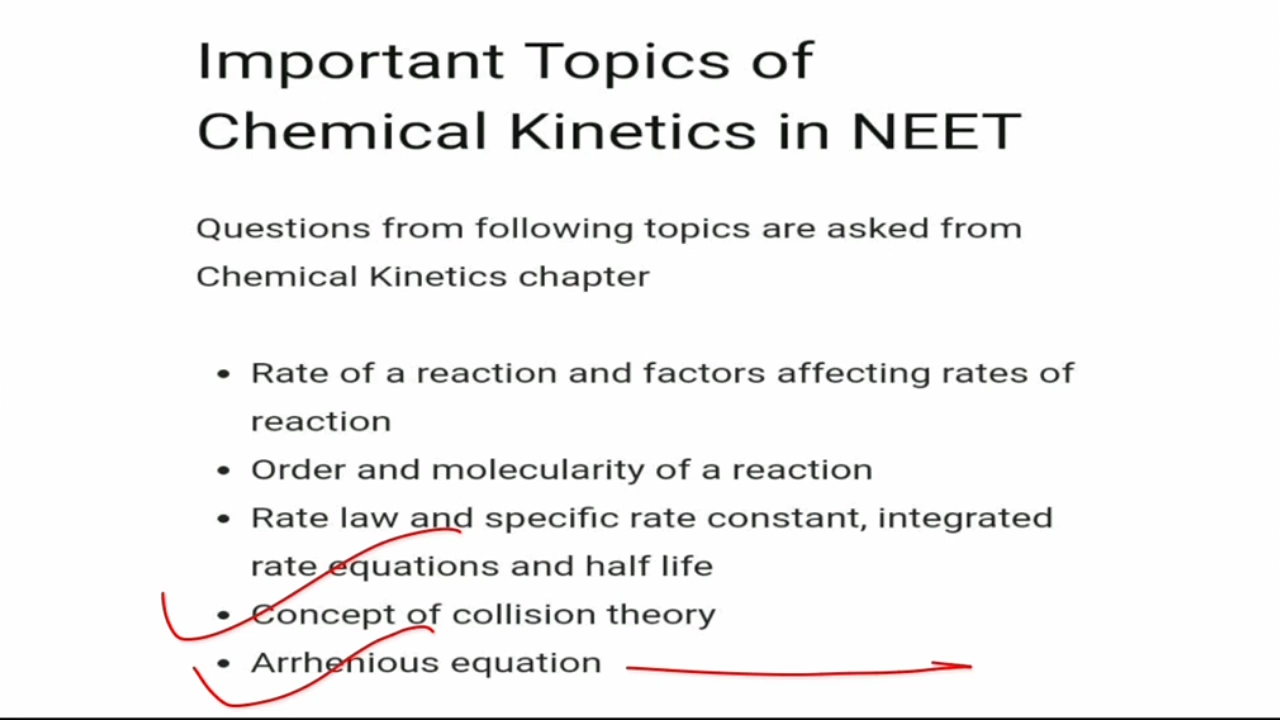 Important Topics of
Chemical Kinetics in NEET
Questions from following topics are asked from
Chemical Kinetics chapter
• Rate of a reaction and factors affecting rates of
reaction
• Order and molecularity of a reaction
• Rate law and specific rate constant, integrated
rate equations and half life
• Concept of collision theory
• Arrhenious equation